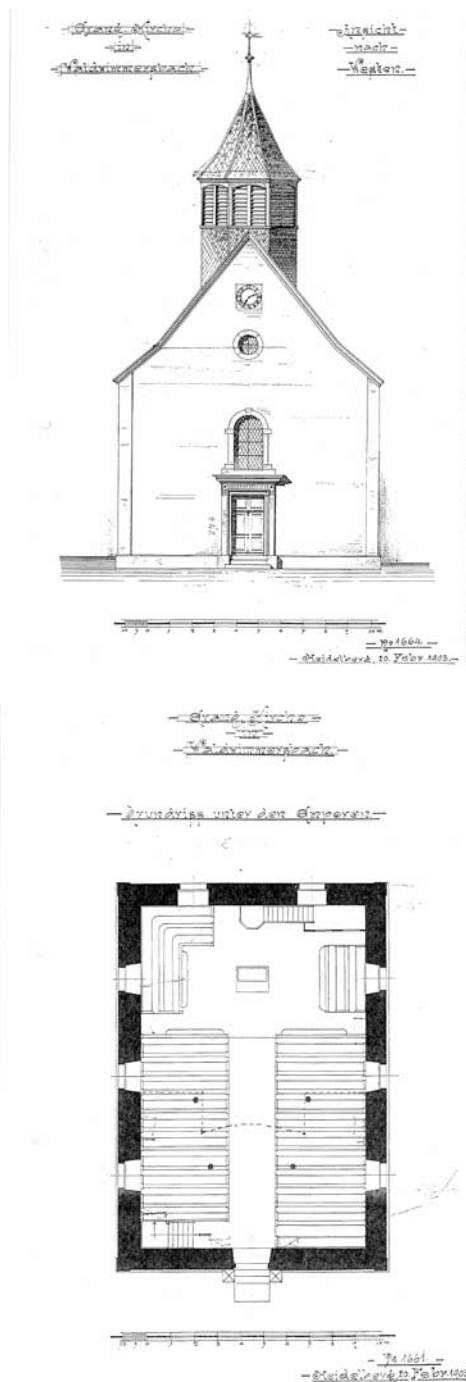 Evang. Kirche
in
Waldwimmersbach
Ansicht
nach
Westen.
No 1664.
Heidelberg, 20. Febr. 1903.
Evang. Kirche
in
Waldwimmersbach
Grundriss unter den Emporen
No 1661.
Heidelberg 20 Febr. 1903